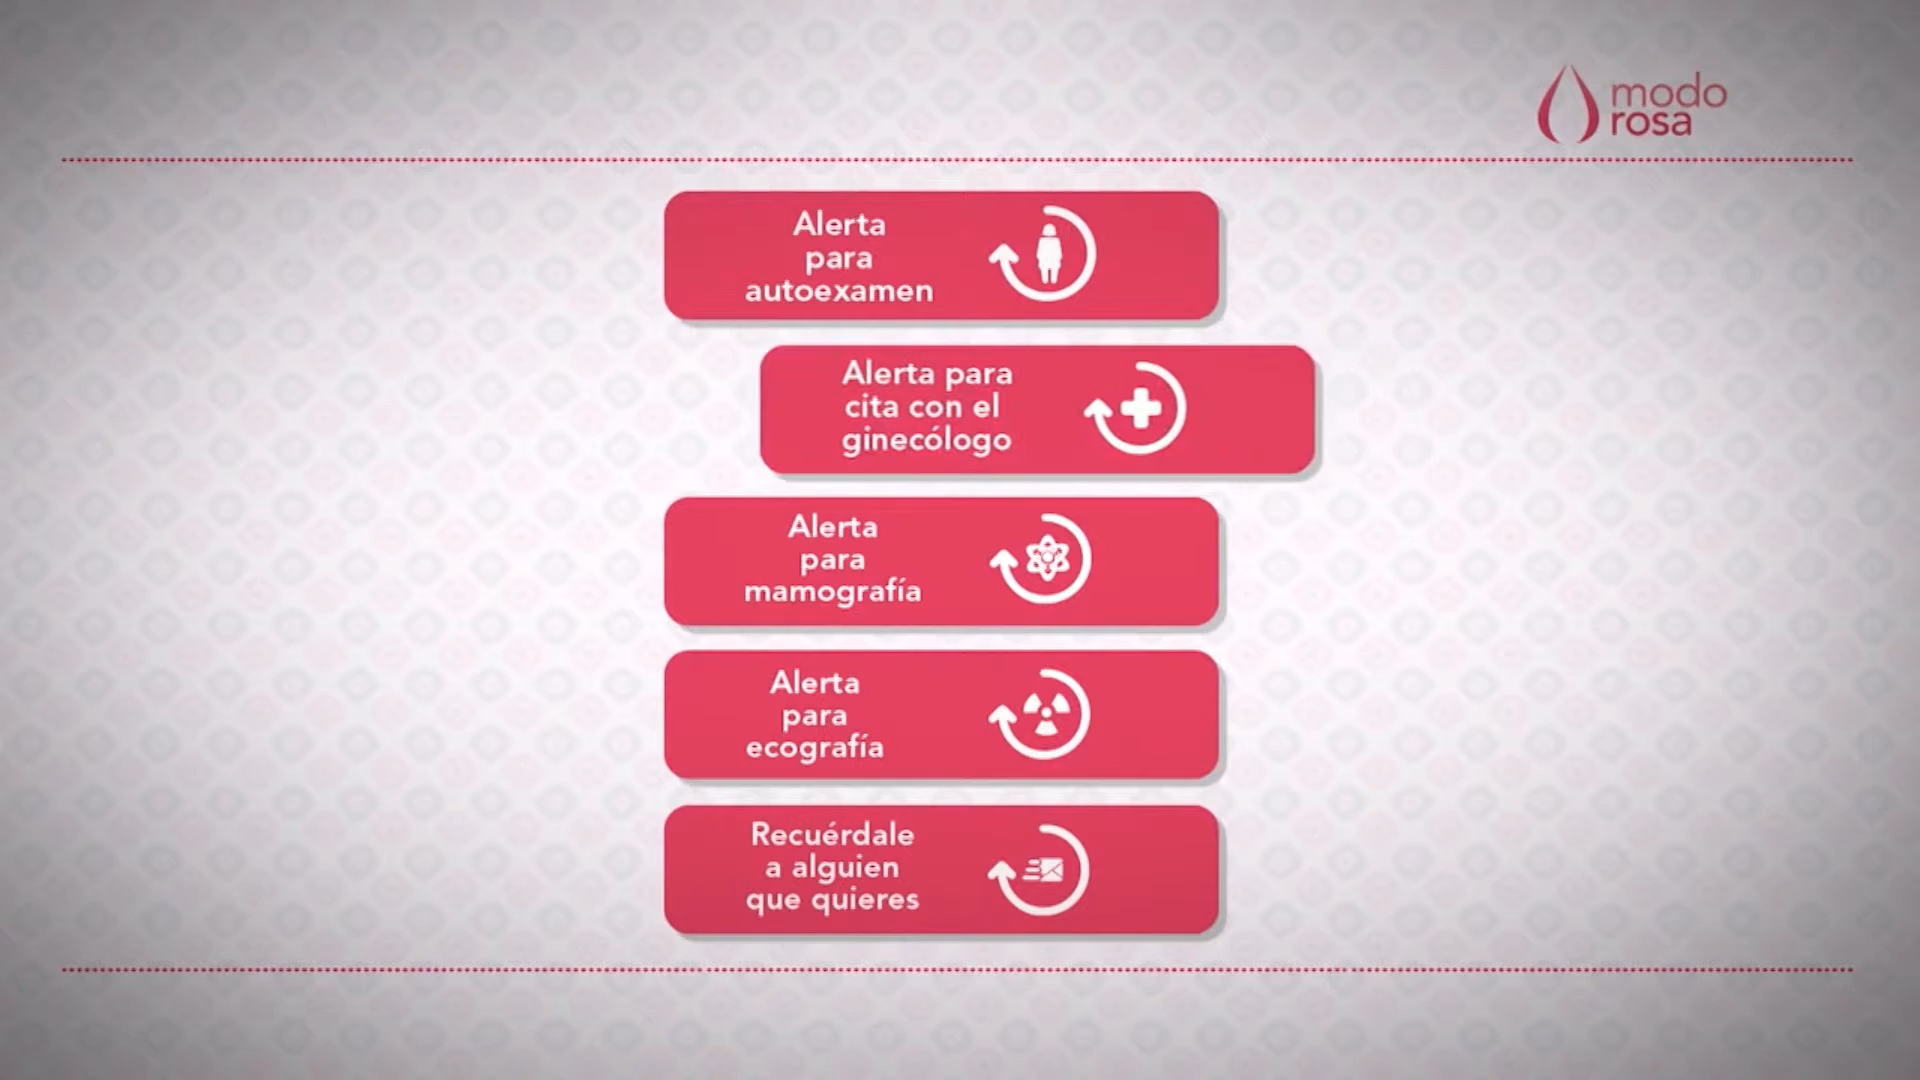 modo
rosa
Alerta
para
autoexamen
Alerta para
cita con el
ginecólogo
Alerta
para
mamografía
Alerta
para
ecografía
Recuérdale
a alguien
que quieres